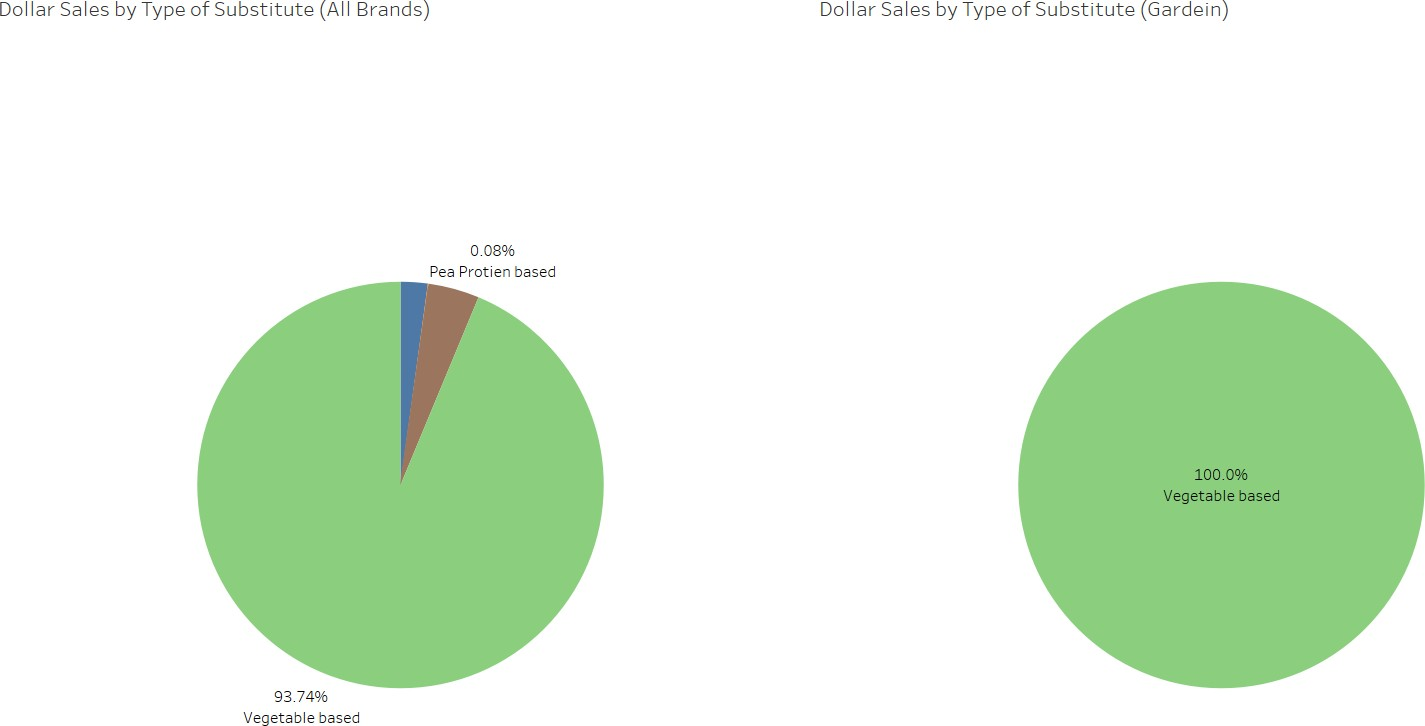 Dollar Sales by Type of Substitute (All Brands)
Dollar Sales by Type of Substitute (Gardein)
0.08%
Pea Protien based
100.0%
Vegetable based
93.74%
Vegetable based